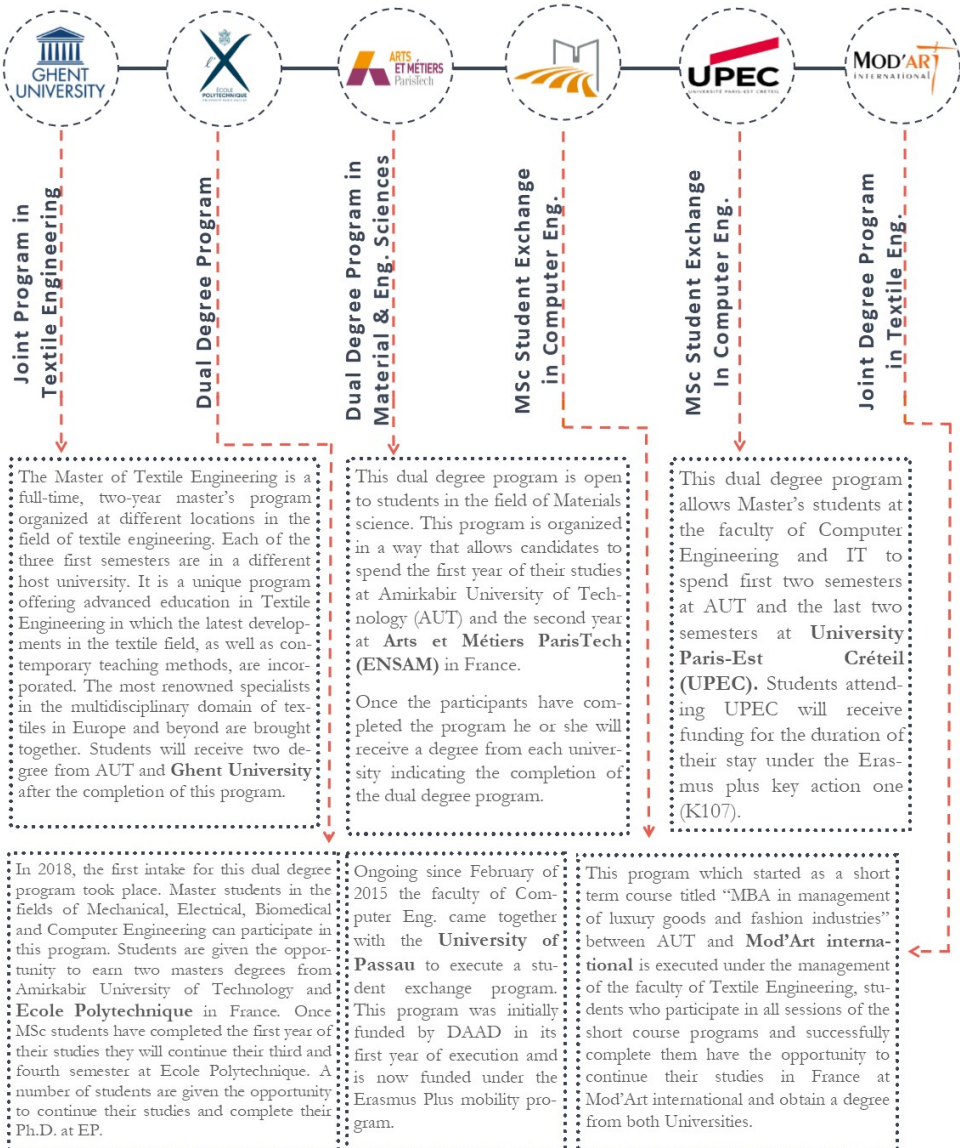 GHENT
UNIVERSITY
l'X
ÉCOLE
POLYTECHNIQUE
UNIVERSITÉ PARIS-SACLAY
ARTS
ET MÉTIERS
ParisTech
UPEC
UNIVERSITÉ PARIS-EST CRÉTEIL
MOD'ART
INTERNATIONAL
Joint Program in
Textile Engineering
Dual Degree Program
Dual Degree Program in
Material & Eng. Sciences
MSc Student Exchange
in Computer Eng.
MSc Student Exchange
In Computer Eng.
Joint Degree Program
in Textile Eng.
The Master of Textile Engineering is a
full-time, two-year master's program
organized at different locations in the
field of textile engineering. Each of the
three first semesters are in a different
host university. It is a unique program
offering advanced education in Textile
Engineering in which the latest develop-
ments in the textile field, as well as con-
temporary teaching methods, are incor-
porated. The most renowned specialists
in the multidisciplinary domain of tex-
tiles in Europe and beyond are brought
together. Students will receive two de-
gree from AUT and Ghent University
after the completion of this program.
This dual degree program is open
to students in the field of Materials
science. This program is organized
in a way that allows candidates to
spend the first year of their studies
at Amirkabir University of Tech-
nology (AUT) and the second year
at Arts et Métiers ParisTech
(ENSAM) in France.
Once the participants have com-
pleted the program he or she will
receive a degree from each univer-
sity indicating the completion of
the dual degree program.
This dual degree program
allows Master's students at
the faculty of Computer
Engineering and IT to
spend first two semesters
at AUT and the last two
semesters at University
Paris-Est Créteil
(UPEC). Students attend-
ing UPEC will receive
funding for the duration of
their stay under the Eras-
mus plus key action one
(K107).
In 2018, the first intake for this dual degree
program took place. Master students in the
fields of Mechanical, Electrical, Biomedical
and Computer Engineering can participate in
this program. Students are given the oppor-
tunity to earn two masters degrees from
Amirkabir University of Technology and
Ecole Polytechnique in France. Once
MSc students have completed the first year of
their studies they will continue their third and
fourth semester at Ecole Polytechnique. A
number of students are given the opportunity
to continue their studies and complete their
Ph.D. at EP.
Ongoing since February of
2015 the faculty of Com-
puter Eng. came together
with the University of
Passau to execute a stu-
dent exchange program.
This program was initially
funded by DAAD in its
first year of execution amd
is now funded under the
Erasmus Plus mobility pro-
gram.
This program which started as a short
term course titled “MBA in management
of luxury goods and fashion industries”
between AUT and Mod'Art interna-
tional is executed under the management
of the faculty of Textile Engineering, stu-
dents who participate in all sessions of the
short course programs and successfully
complete them have the opportunity to
continue their studies in France at
Mod'Art international and obtain a degree
from both Universities.